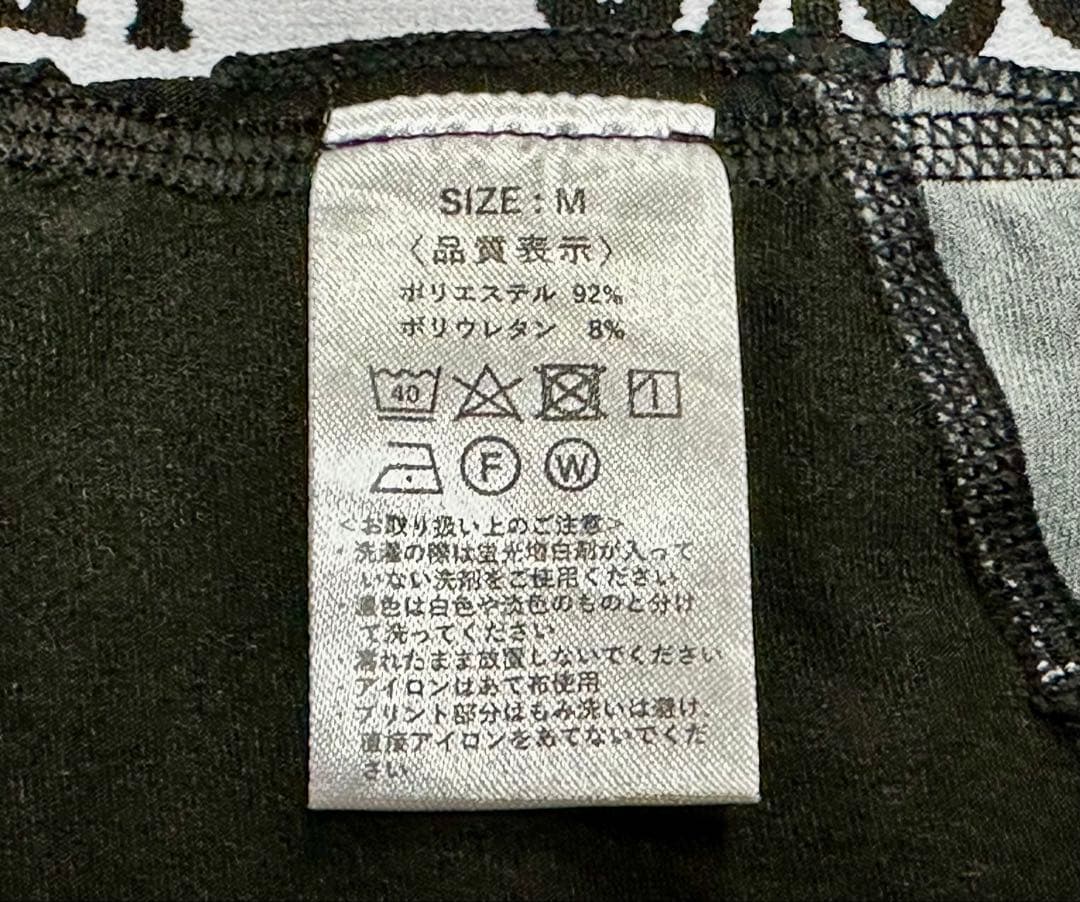 SIZE : M
〈品質表示〉
ポリエステル 92%
ポリウレタン 8%
40
F W
<お取り扱い上のご注意>
・洗濯の際は蛍光増白剤が入って
いない洗剤をご使用ください
・濃色は白色や淡色のものと分け
て洗ってください
・濡れたまま放置しないでください
・アイロンはあて布使用
・プリント部分はもみ洗いは避け、
直接アイロンをあてないでくだ
さい